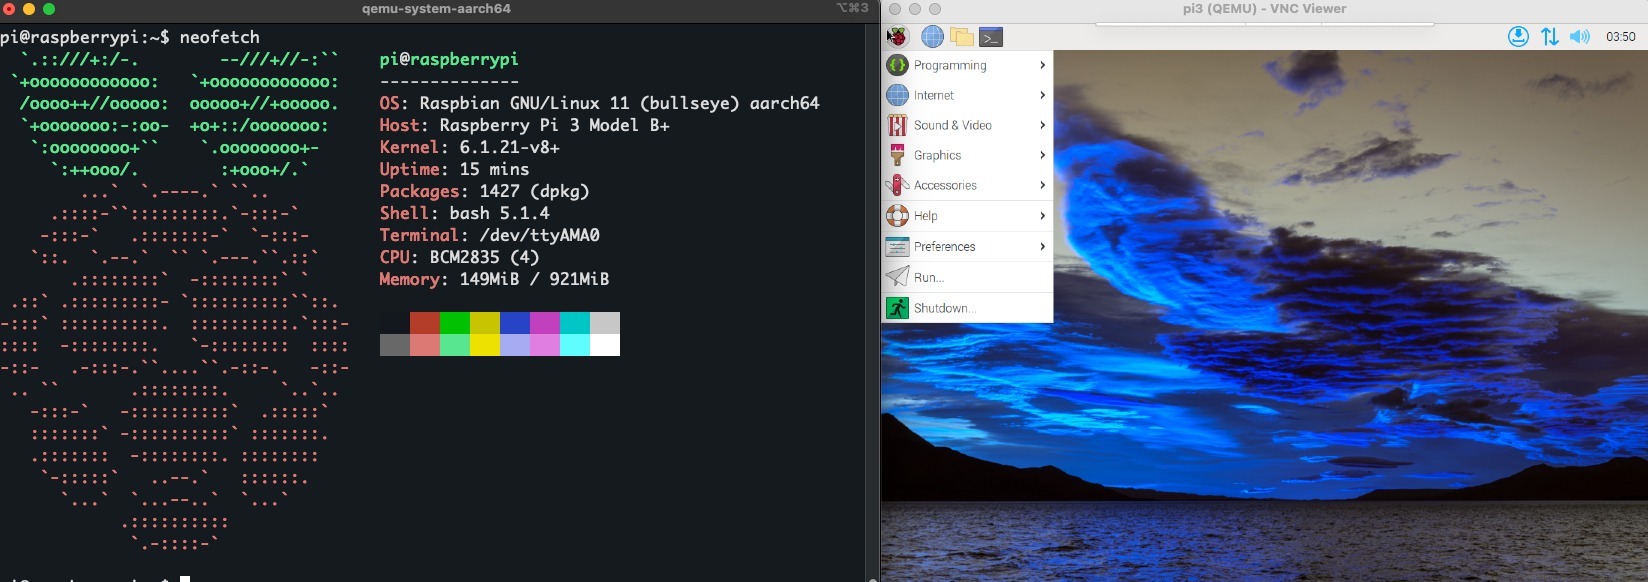 qemu-system-aarch64
⌥⌘3
pi@raspberrypi:~$ neofetch
pi@raspberrypi
--------------
OS: Raspbian GNU/Linux 11 (bullseye) aarch64
Host: Raspberry Pi 3 Model B+
Kernel: 6.1.21-v8+
Uptime: 15 mins
Packages: 1427 (dpkg)
Shell: bash 5.1.4
Terminal: /dev/ttyAMA0
CPU: BCM2835 (4)
Memory: 149MiB / 921MiB
pi@raspberrypi:~$
pi3 (QEMU) - VNC Viewer
03:50
Programming
Internet
Sound & Video
Graphics
Accessories
Help
Preferences
Run...
Shutdown...